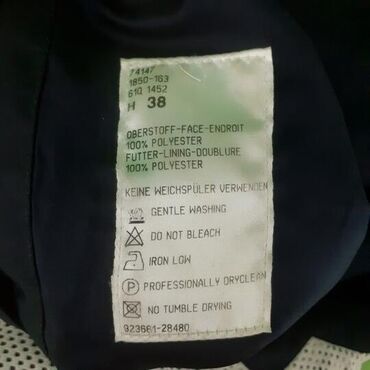 74147
1850-163
61Q 1452
H 38
OBERSTOFF-FACE-ENDROIT
100% POLYESTER
FUTTER-LINING-DOUBLURE
100% POLYESTER
KEINE WEICHSPÜLER VERWENDEN
GENTLE WASHING
DO NOT BLEACH
IRON LOW
P PROFESSIONALLY DRYCLEAN
NO TUMBLE DRYING
923661-28480